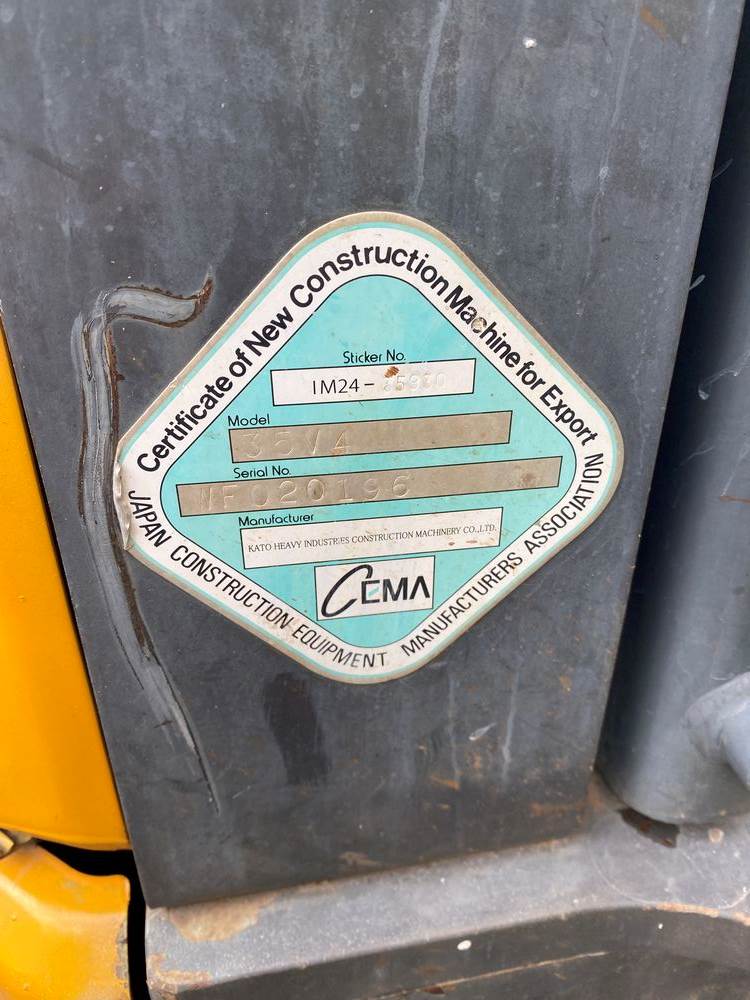 Certificate of New Construction Machine for Export
Sticker No.
1M24-
Model
35V4
Serial No.
WF020196
Manufacturer
KATO HEAVY INDUSTRIES CONSTRUCTION MACHINERY CO.,LTD.
CEMA
JAPAN CONSTRUCTION EQUIPMENT MANUFACTURERS ASSOCIATION